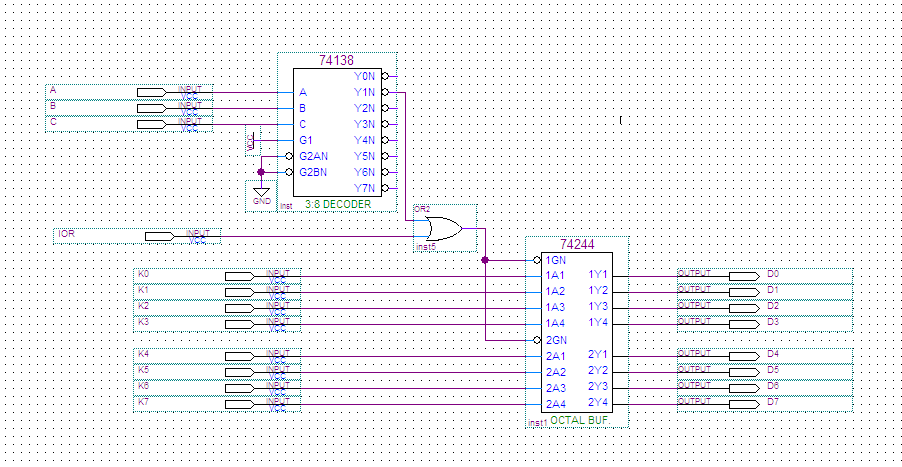 74138
A INPUT VCC
B INPUT VCC
C INPUT VCC
A Y0N
B Y1N
C Y2N
G1 Y3N
G2AN Y4N
G2BN Y5N
Y6N
Y7N
VCC
GND
inst 3:8 DECODER
IOR INPUT VCC
OR2
inst5
74244
K0 INPUT VCC 1GN
K1 INPUT VCC 1A1 1Y1 OUTPUT D0
K2 INPUT VCC 1A2 1Y2 OUTPUT D1
K3 INPUT VCC 1A3 1Y3 OUTPUT D2
1A4 1Y4 OUTPUT D3
2GN
K4 INPUT VCC 2A1 2Y1 OUTPUT D4
K5 INPUT VCC 2A2 2Y2 OUTPUT D5
K6 INPUT VCC 2A3 2Y3 OUTPUT D6
K7 INPUT VCC 2A4 2Y4 OUTPUT D7
inst1 OCTAL BUF.